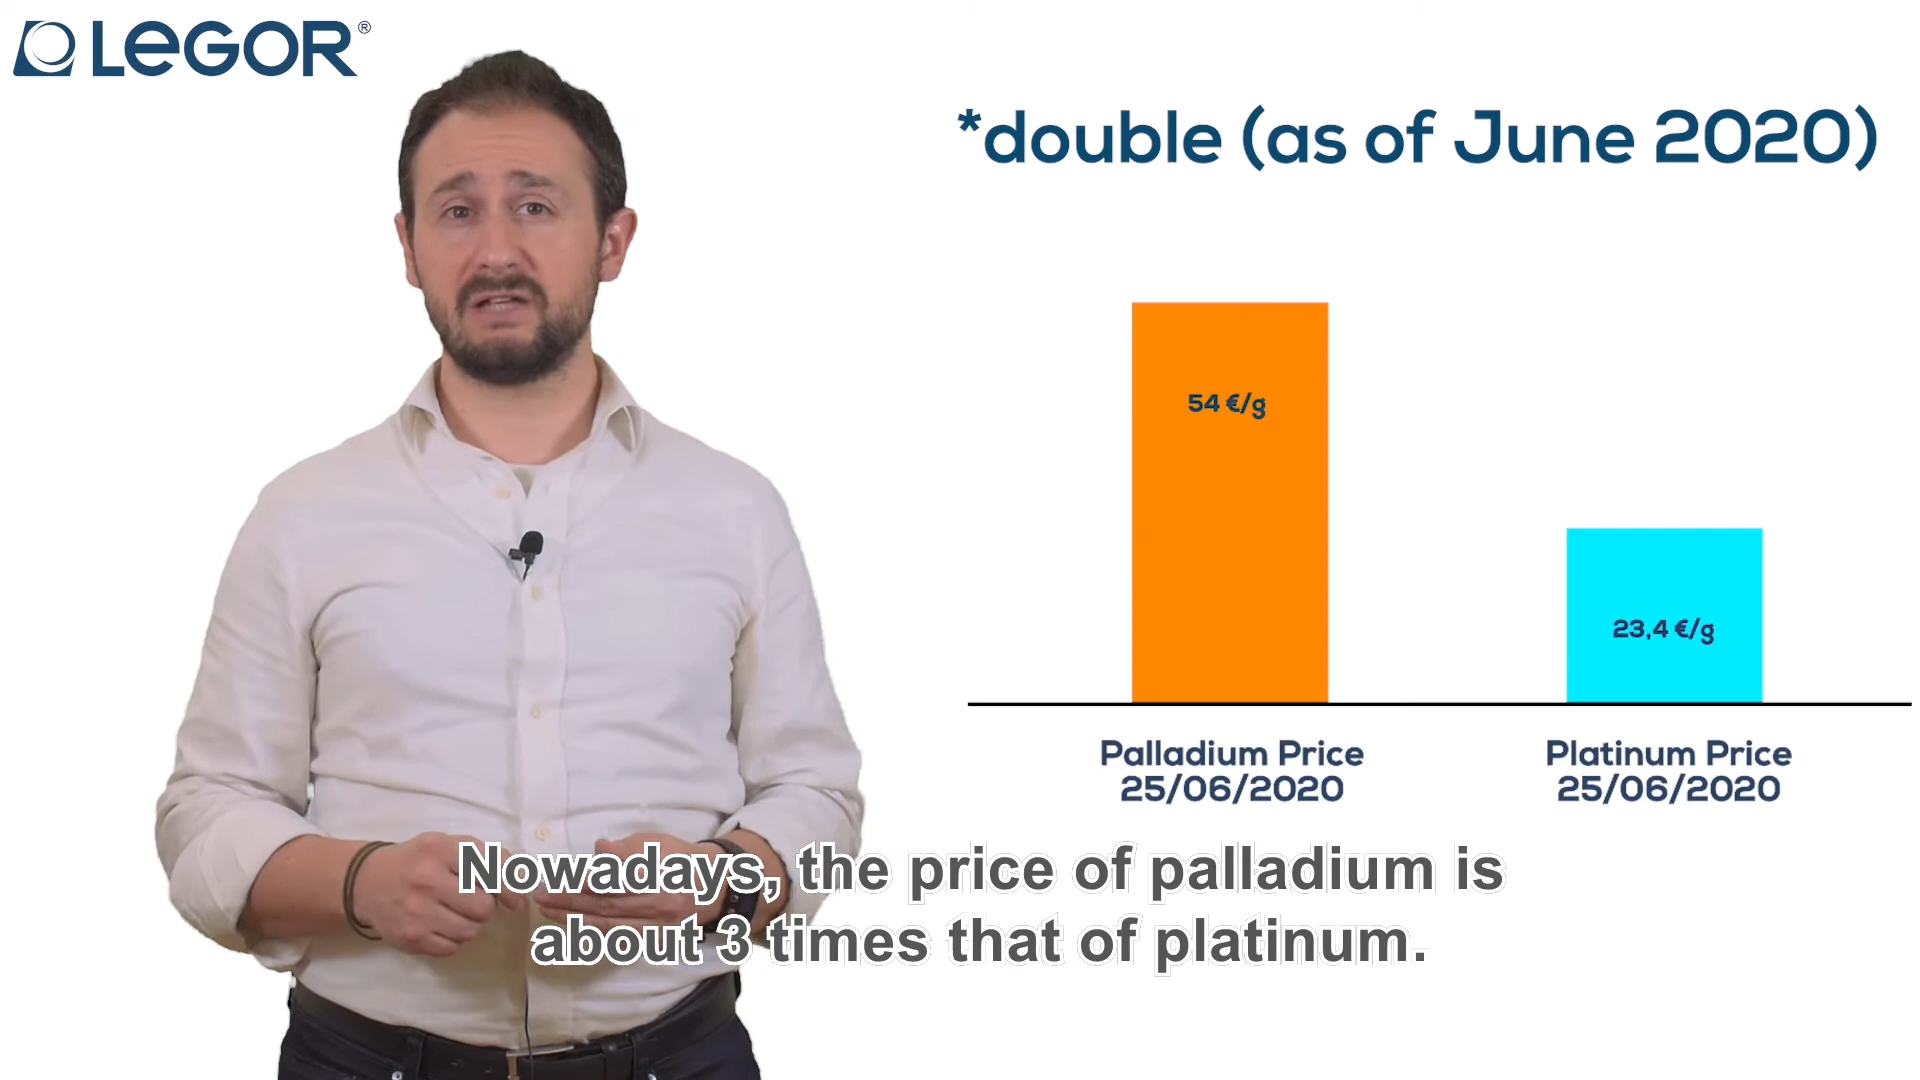 LEGOR®
*double (as of June 2020)
54 €/g
23,4 €/g
Palladium Price
25/06/2020
Platinum Price
25/06/2020
Nowadays, the price of palladium is
about 3 times that of platinum.